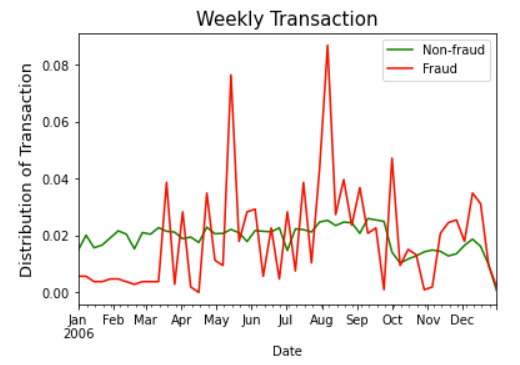 Weekly Transaction
Non-fraud
Fraud
Distribution of Transaction
0.08
0.06
0.04
0.02
0.00
Jan Feb Mar Apr May Jun Jul Aug Sep Oct Nov Dec
2006
Date